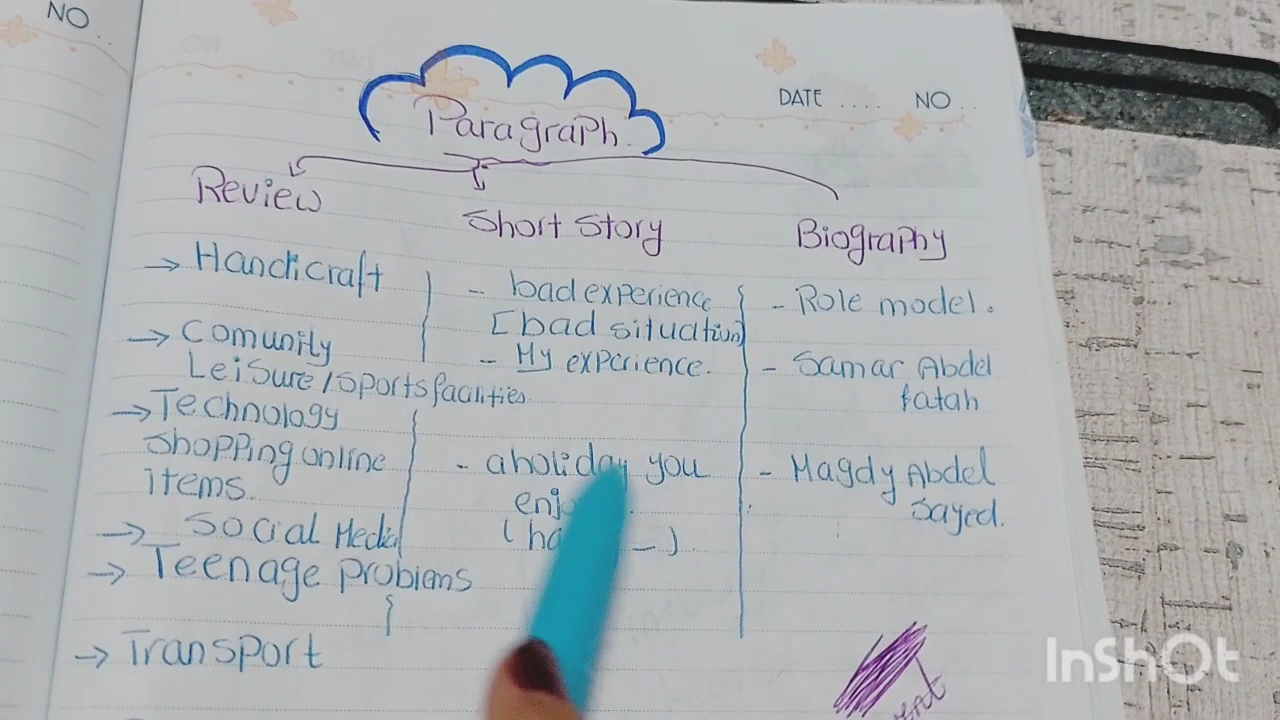 NO ..
DATE .... NO ..
Paragraph.
Review
Short Story
Biography
→ Handicraft
→ Comunity
Leisure / sports facilities.
→ Technology
Shopping online
items.
→ Social Media
→ Teenage problems
→ Transport
- bad experience
[bad situation]
- My experience.
- a holiday you
( _ )
- Role model.
- Samar Abdel
fatah
- Magdy Abdel
Sayed.
InShOt